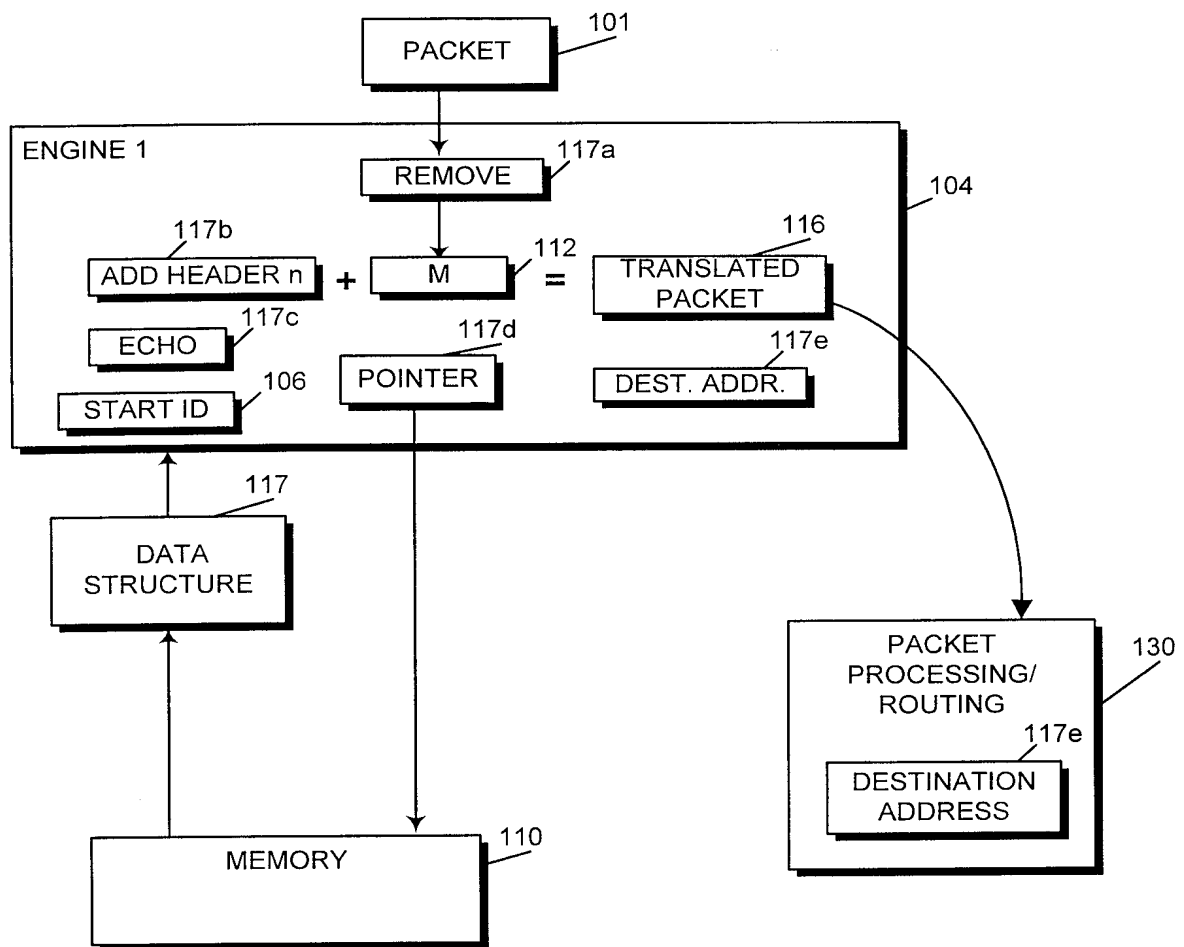 PACKET
101
ENGINE 1
REMOVE
117a
104
117b
ADD HEADER n
+
M
112
=
116
TRANSLATED
PACKET
ECHO
117c
117d
POINTER
117e
DEST. ADDR.
START ID
106
117
DATA
STRUCTURE
PACKET
PROCESSING/
ROUTING
130
117e
DESTINATION
ADDRESS
MEMORY
110